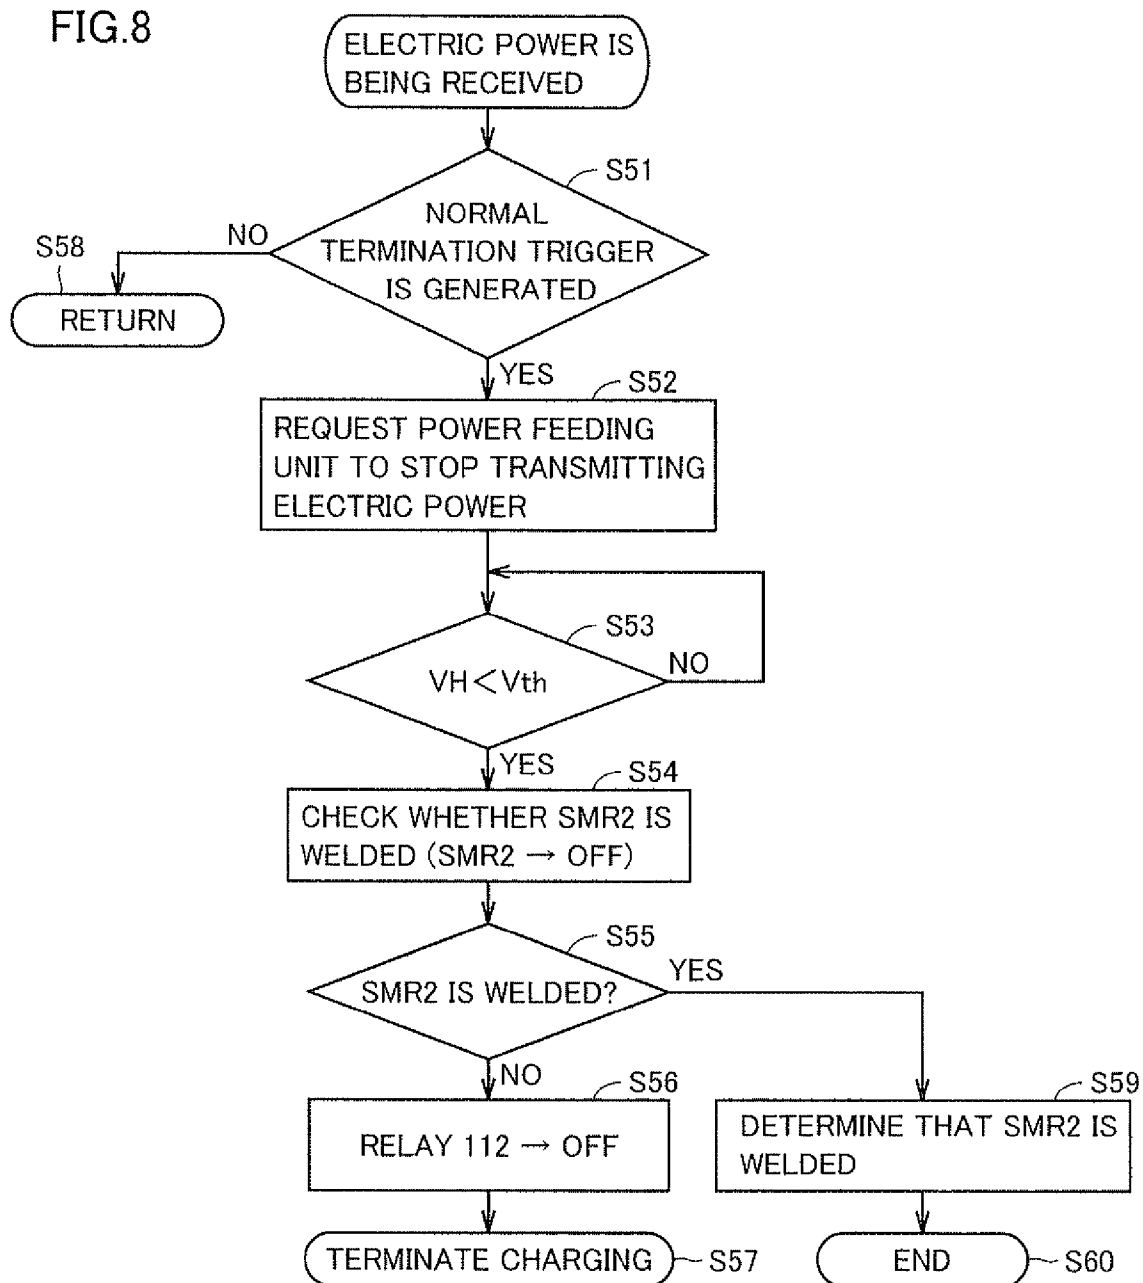 FIG.8
ELECTRIC POWER IS
BEING RECEIVED
S51
NORMAL
TERMINATION TRIGGER
IS GENERATED
NO
S58
RETURN
YES
S52
REQUEST POWER FEEDING
UNIT TO STOP TRANSMITTING
ELECTRIC POWER
S53
VH<Vth
NO
YES
S54
CHECK WHETHER SMR2 IS
WELDED (SMR2 → OFF)
S55
SMR2 IS WELDED?
YES
NO
S56
RELAY 112 → OFF
S59
DETERMINE THAT SMR2 IS
WELDED
TERMINATE CHARGING
S57
END
S60